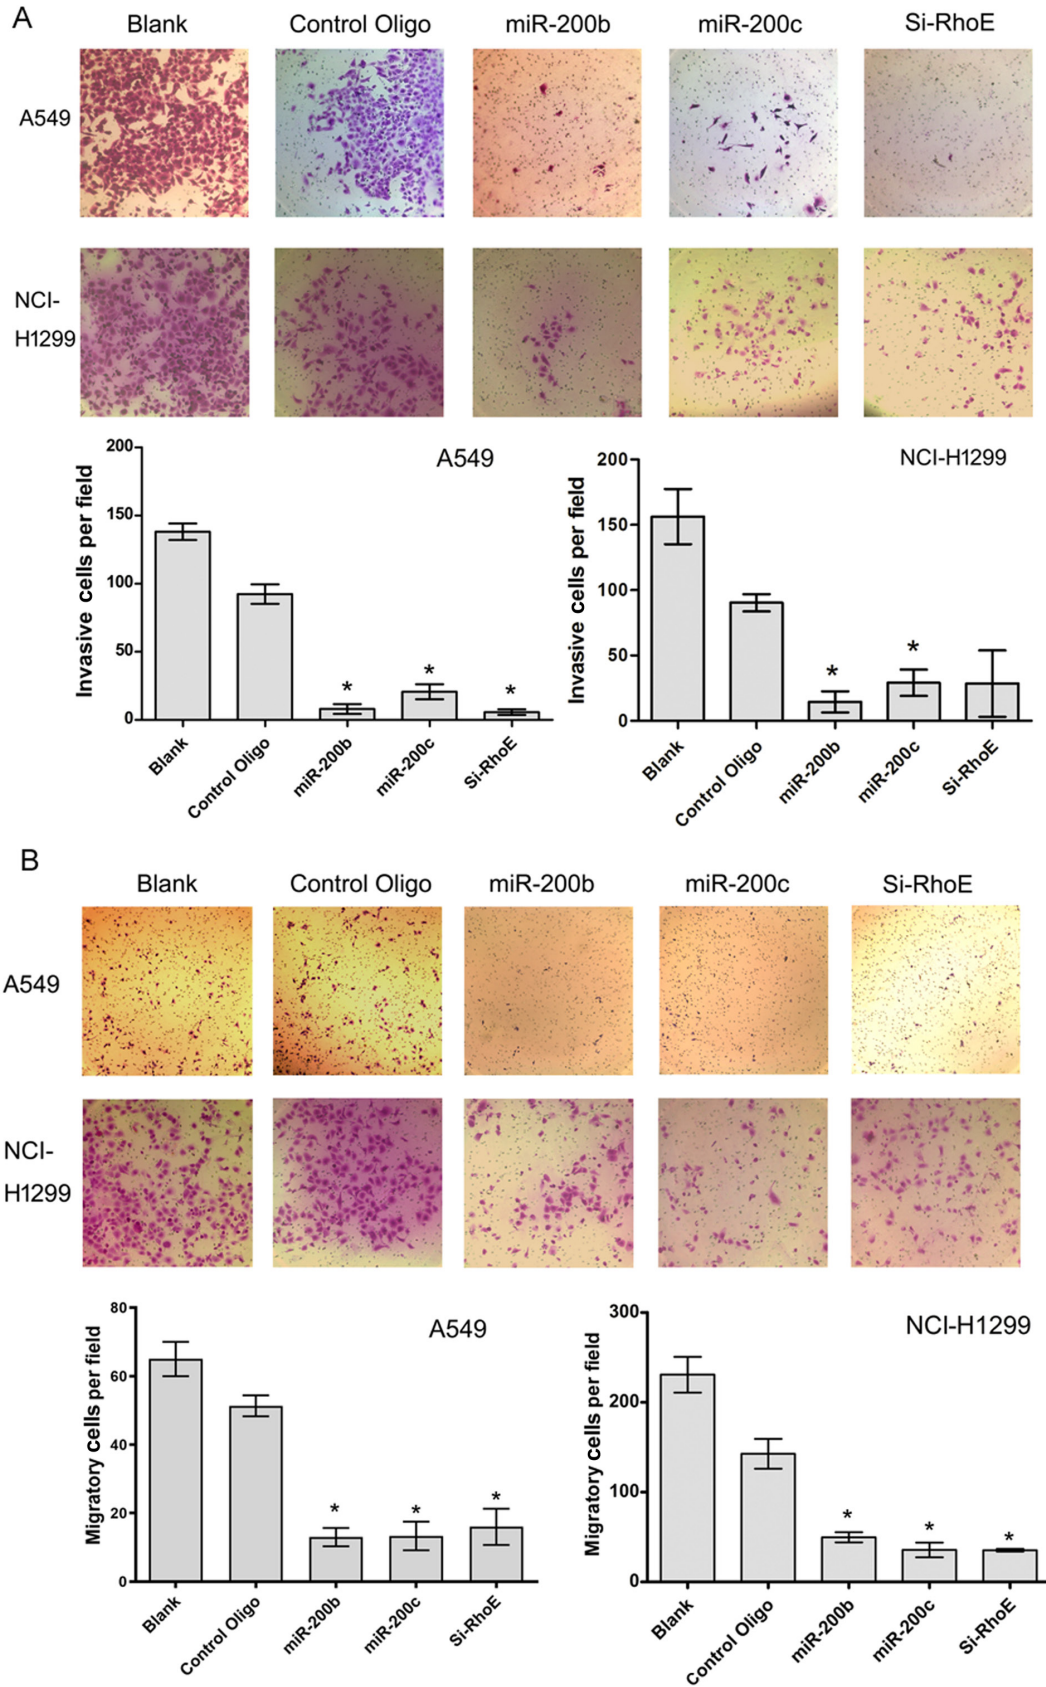 A
Blank Control Oligo miR-200b miR-200c Si-RhoE
A549
NCI-
H1299
200
150
100
50
0
Invasive cells per field
A549
Blank
Control Oligo
miR-200b
miR-200c
Si-RhoE
*
*
*
200
150
100
50
0
Invasive cells per field
NCI-H1299
Blank
Control Oligo
miR-200b
miR-200c
Si-RhoE
*
*
B
Blank Control Oligo miR-200b miR-200c Si-RhoE
A549
NCI-
H1299
80
60
40
20
0
Migratory cells per field
A549
Blank
Control Oligo
miR-200b
miR-200c
Si-RhoE
*
*
*
300
200
100
0
Migratory cells per field
NCI-H1299
Blank
Control Oligo
miR-200b
miR-200c
Si-RhoE
*
*
*